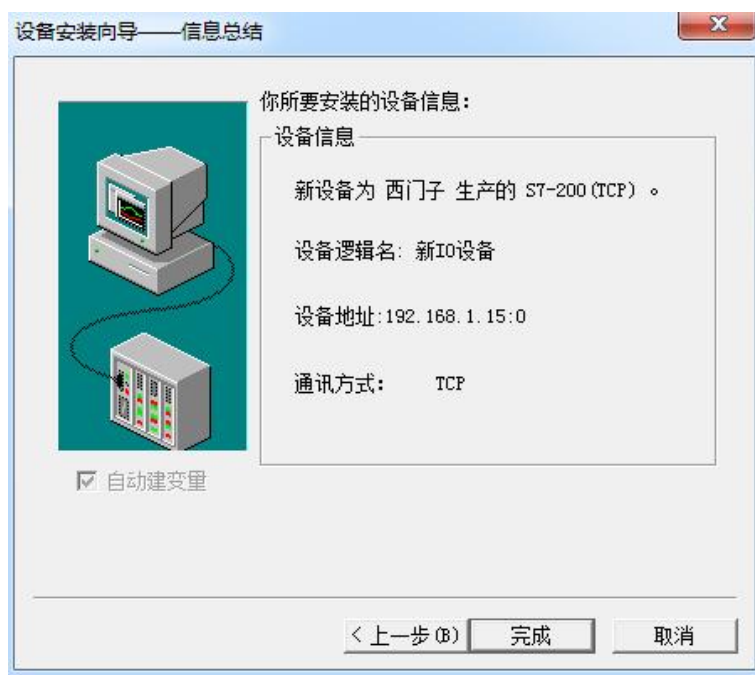 设备安装向导——信息总结
你所要安装的设备信息：
设备信息
新设备为 西门子 生产的 S7-200(TCP) 。
设备逻辑名: 新IO设备
设备地址:192.168.1.15:0
通讯方式： TCP
自动建变量
<上一步(B)
完成
取消